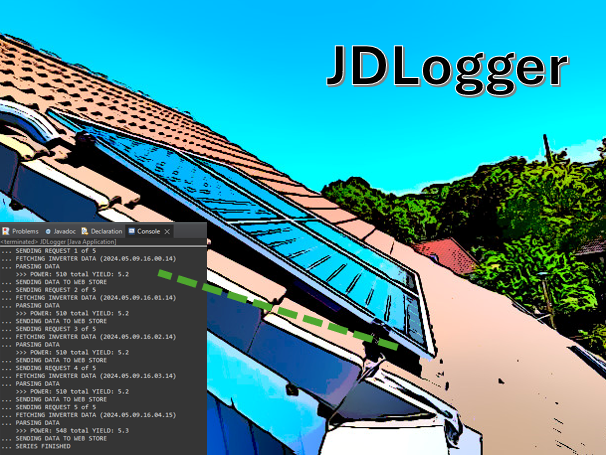 JDLogger
Problems Javadoc Declaration Console
<terminated> JDLogger [Java Application]
... SENDING REQUEST 1 of 5
... FETCHING INVERTER DATA (2024.05.09.16.00.14)
... PARSING DATA
>>> POWER: 510 total YIELD: 5.2
... SENDING DATA TO WEB STORE
... SENDING REQUEST 2 of 5
... FETCHING INVERTER DATA (2024.05.09.16.01.14)
... PARSING DATA
>>> POWER: 510 total YIELD: 5.2
... SENDING DATA TO WEB STORE
... SENDING REQUEST 3 of 5
... FETCHING INVERTER DATA (2024.05.09.16.02.14)
... PARSING DATA
>>> POWER: 510 total YIELD: 5.2
... SENDING DATA TO WEB STORE
... SENDING REQUEST 4 of 5
... FETCHING INVERTER DATA (2024.05.09.16.03.14)
... PARSING DATA
>>> POWER: 510 total YIELD: 5.2
... SENDING DATA TO WEB STORE
... SENDING REQUEST 5 of 5
... FETCHING INVERTER DATA (2024.05.09.16.04.15)
... PARSING DATA
>>> POWER: 548 total YIELD: 5.3
... SENDING DATA TO WEB STORE
... SERIES FINISHED